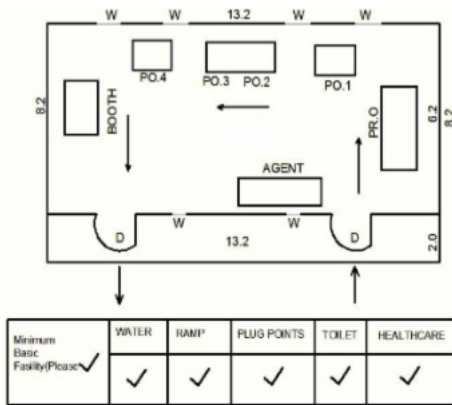 W W 13.2 W W
PO.4 PO.3 PO.2 PO.1
8.2 BOOTH PR.O 6.2 8.2
AGENT
D W W D
13.2 2.0
Minimum
Basic
Fasility(Please ✓
WATER RAMP PLUG POINTS TOILET HEALTHCARE
✓ ✓ ✓ ✓ ✓